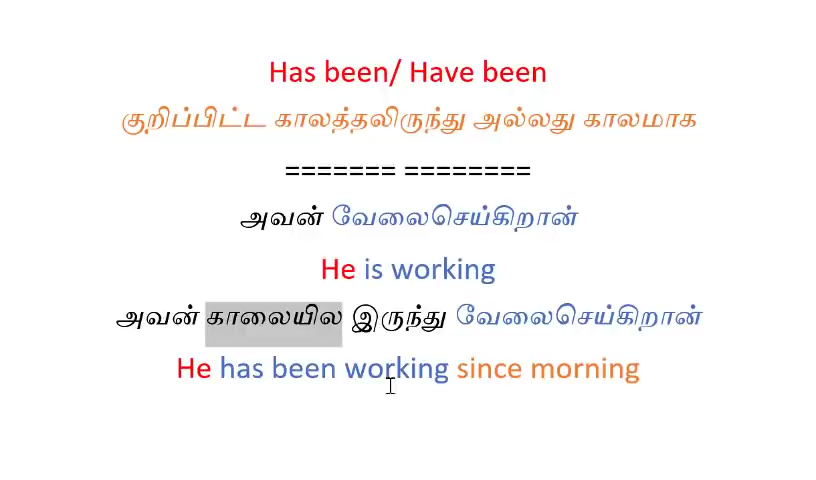 Has been/ Have been
குறிப்பிட்ட காலத்தலிருந்து அல்லது காலமாக
======= ========
அவன் வேலைசெய்கிறான்
He is working
அவன் காலையில இருந்து வேலைசெய்கிறான்
He has been working since morning